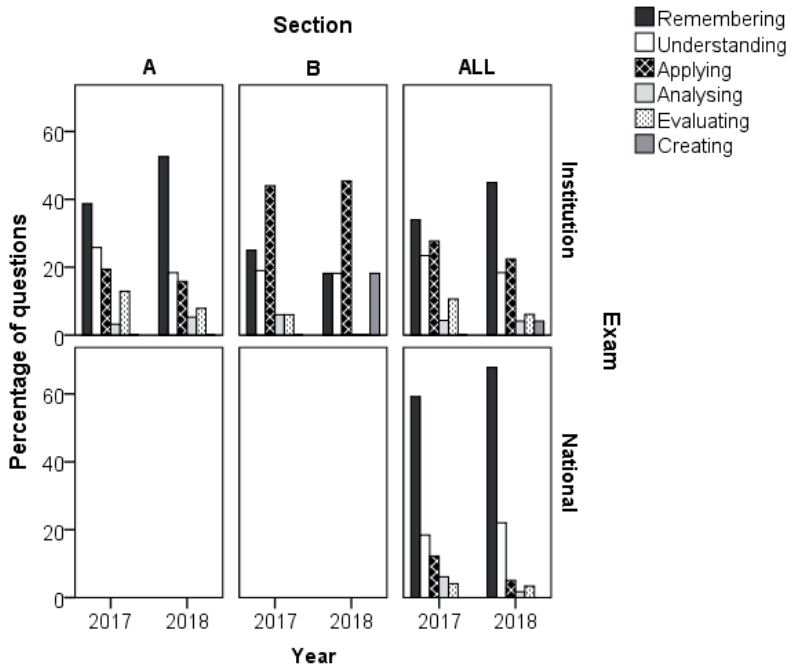 Section
A
B
ALL
Remembering
Understanding
Applying
Analysing
Evaluating
Creating
Percentage of questions
60
40
20
0
Institution
60
40
20
0
National
Exam
2017
2018
2017
2018
2017
2018
Year